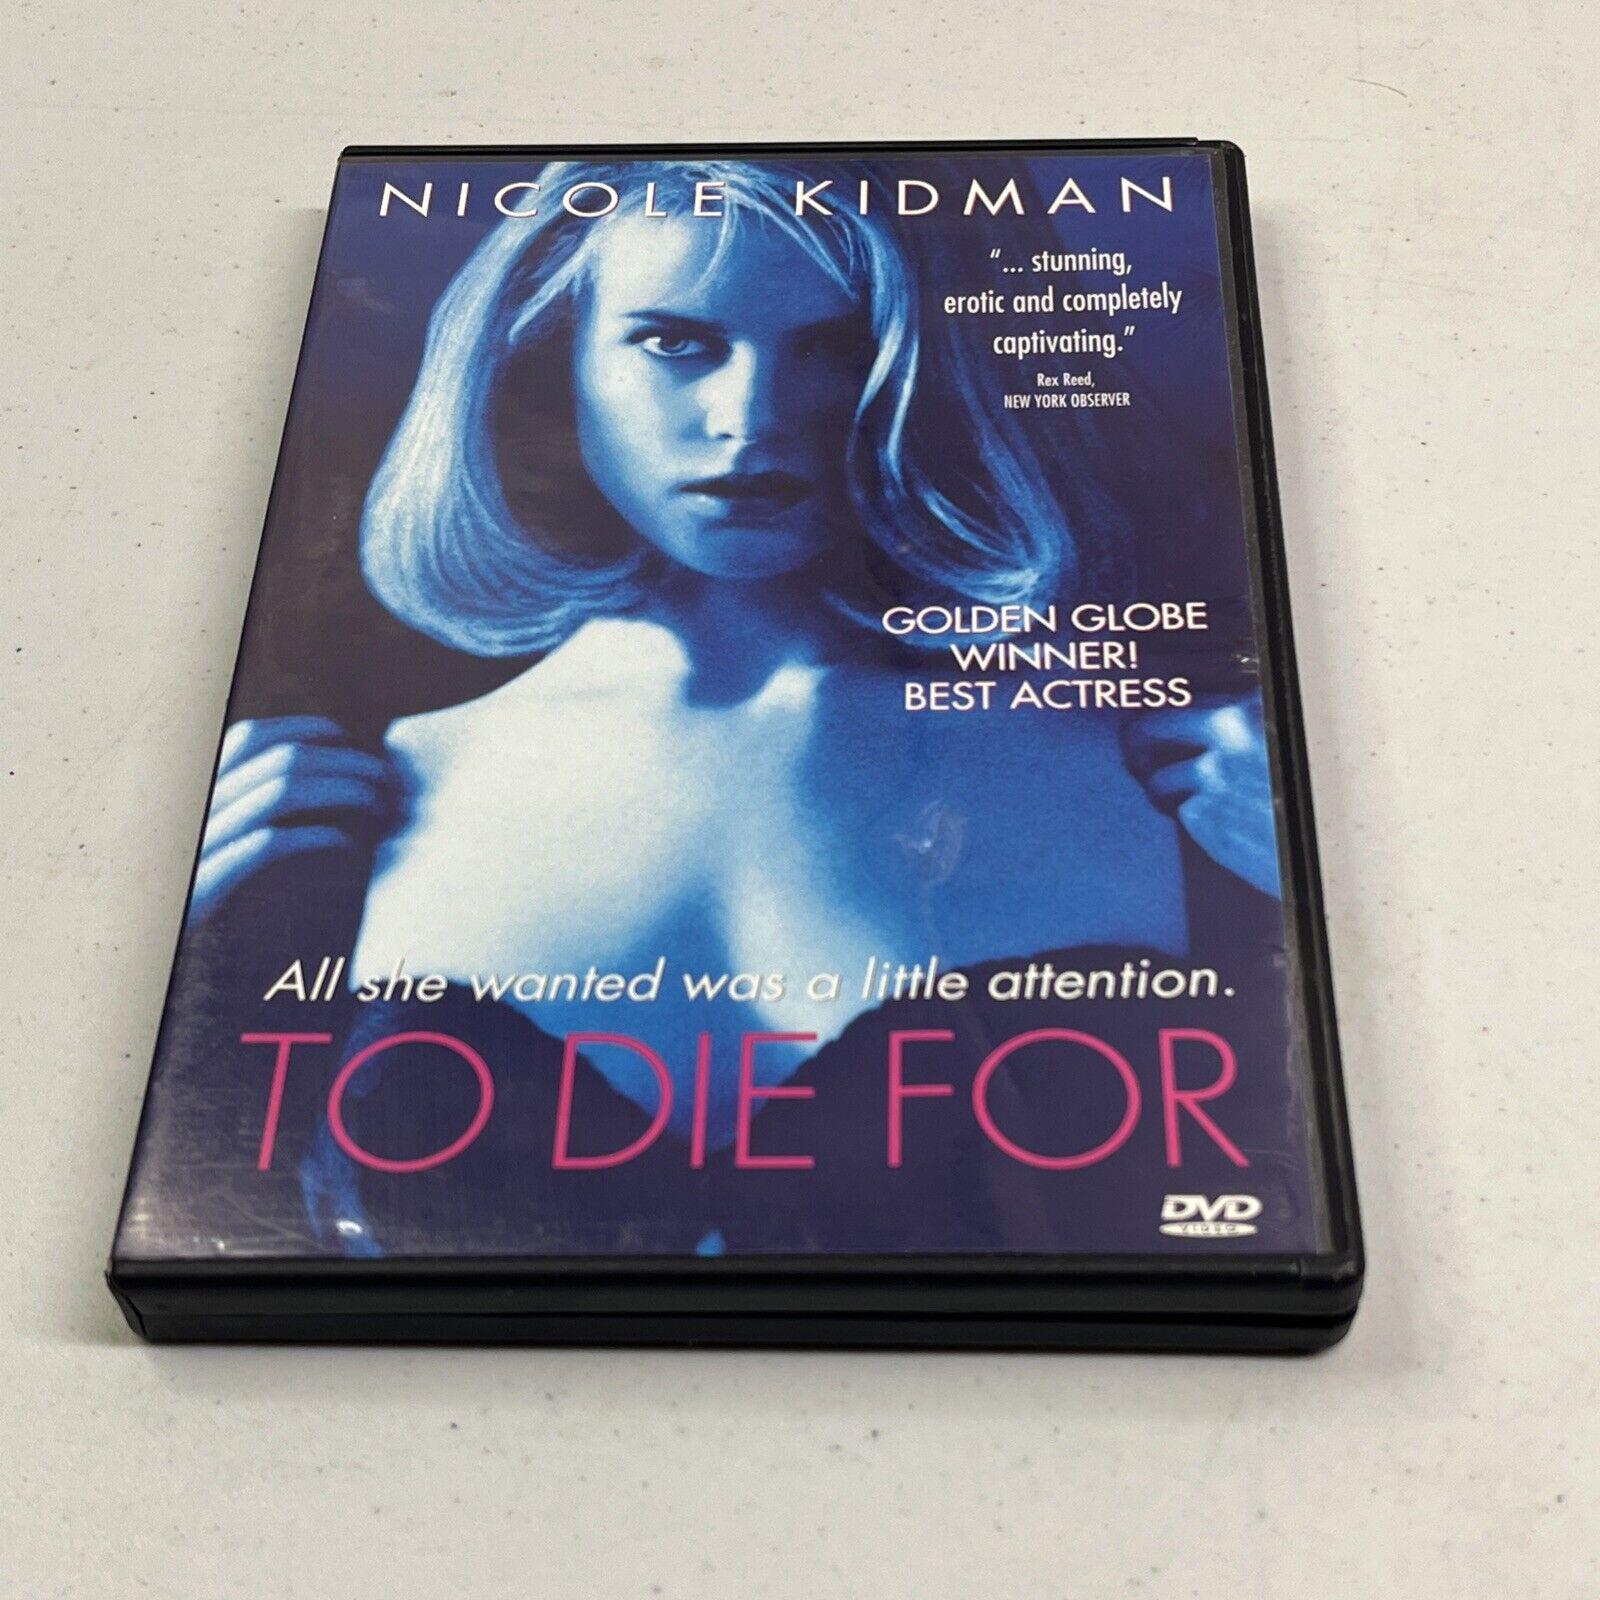 NICOLE KIDMAN
"... stunning,
erotic and completely
captivating."
Rex Reed,
NEW YORK OBSERVER
GOLDEN GLOBE
WINNER!
BEST ACTRESS
All she wanted was a little attention.
TO DIE FOR
DVD
VIDEO